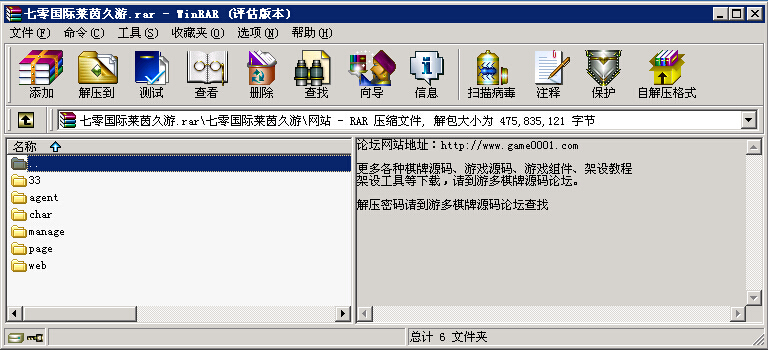 七零国际莱茵久游.rar - WinRAR (评估版本)
文件(F) 命令(C) 工具(S) 收藏夹(O) 选项(N) 帮助(H)
添加 解压到 测试 查看 删除 查找 向导 信息 扫描病毒 注释 保护 自解压格式
七零国际莱茵久游.rar\七零国际莱茵久游\网站 - RAR 压缩文件, 解包大小为 475,835,121 字节
名称
..
33
agent
char
manage
page
web
论坛网站地址：http://www.game0001.com
更多各种棋牌源码、游戏源码、游戏组件、架设教程
架设工具等下载，请到游多棋牌源码论坛。
解压密码请到游多棋牌源码论坛查找
总计 6 文件夹